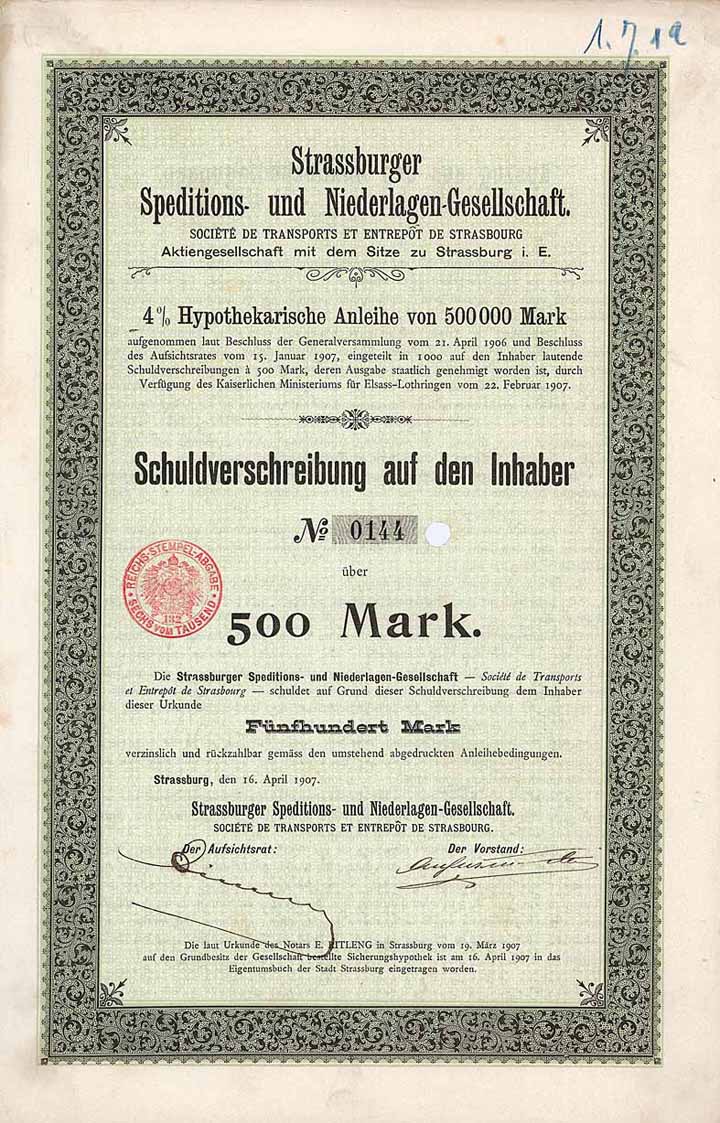 1. 7. 12
Strassburger
Speditions- und Niederlagen-Gesellschaft.
SOCIÉTÉ DE TRANSPORTS ET ENTREPÔT DE STRASBOURG
Aktiengesellschaft mit dem Sitze zu Strassburg i. E.
4% Hypothekarische Anleihe von 500000 Mark
aufgenommen laut Beschluss der Generalversammlung vom 21. April 1906 und Beschluss
des Aufsichtsrates vom 15. Januar 1907, eingeteilt in 1000 auf den Inhaber lautende
Schuldverschreibungen à 500 Mark, deren Ausgabe staatlich genehmigt worden ist, durch
Verfügung des Kaiserlichen Ministeriums für Elsass-Lothringen vom 22. Februar 1907.
Schuldverschreibung auf den Inhaber
No 0144
über
REICHS-STEMPEL-ABGABE
132
SECHS VOM TAUSEND
500 Mark.
Die Strassburger Speditions- und Niederlagen-Gesellschaft — Société de Transports
et Entrepôt de Strasbourg — schuldet auf Grund dieser Schuldverschreibung dem Inhaber
dieser Urkunde
Fünfhundert Mark
verzinslich und rückzahlbar gemäss den umstehend abgedruckten Anleihebedingungen.
Strassburg, den 16. April 1907.
Strassburger Speditions- und Niederlagen-Gesellschaft.
SOCIÉTÉ DE TRANSPORTS ET ENTREPÔT DE STRASBOURG.
Der Aufsichtsrat: Der Vorstand:
Die laut Urkunde des Notars E. RITLENG in Strassburg vom 19. März 1907
auf den Grundbesitz der Gesellschaft bestellte Sicherungshypothek ist am 16. April 1907 in das
Eigentumsbuch der Stadt Strassburg eingetragen worden.